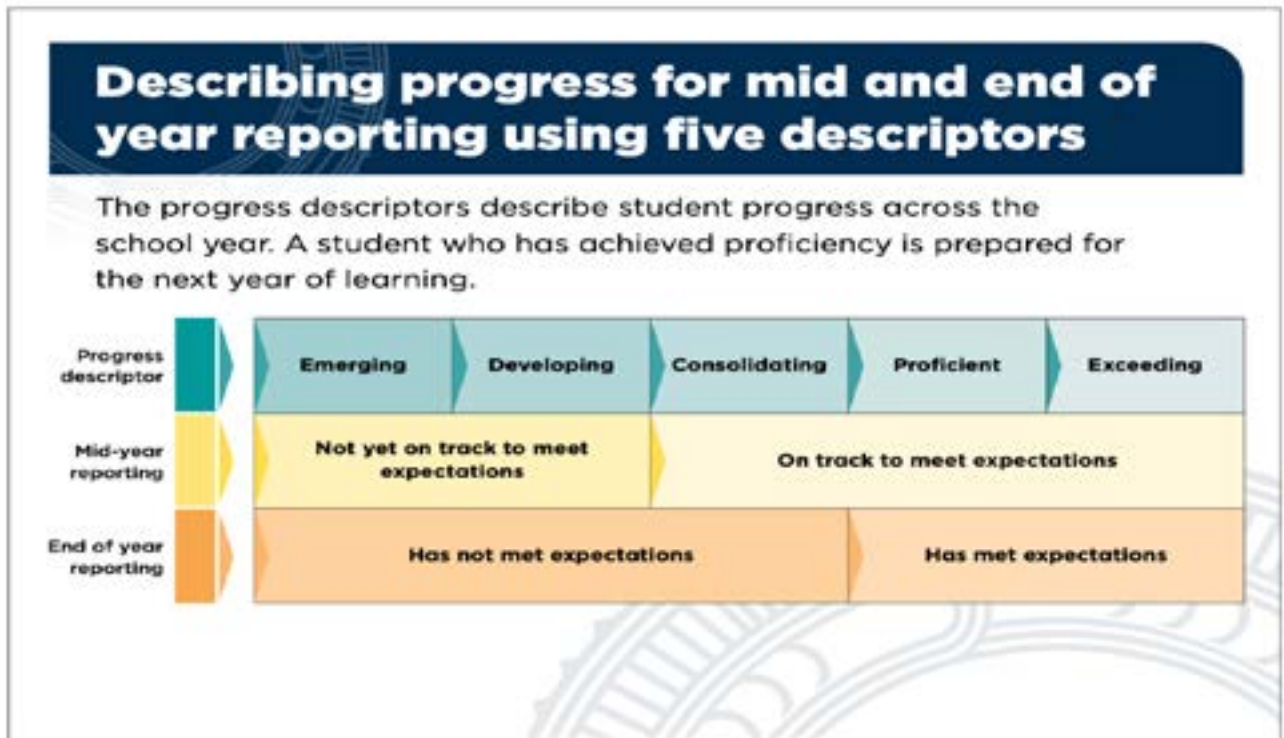 Describing progress for mid and end of
year reporting using five descriptors
The progress descriptors describe student progress across the
school year. A student who has achieved proficiency is prepared for
the next year of learning.
Progress
descriptor
Emerging
Developing
Consolidating
Proficient
Exceeding
Mid-year
reporting
Not yet on track to meet
expectations
On track to meet expectations
End of year
reporting
Has not met expectations
Has met expectations